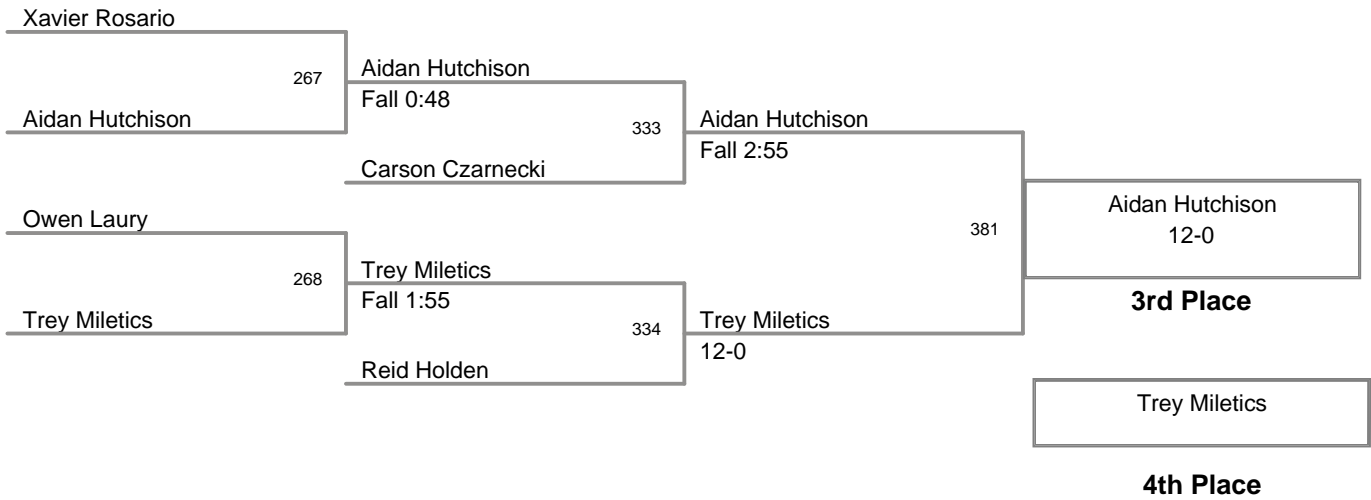 Xavier Rosario
267
Aidan Hutchison
Fall 0:48
Aidan Hutchison
333
Aidan Hutchison
Fall 2:55
Carson Czarnecki
Owen Laury
268
Trey Miletics
Fall 1:55
Trey Miletics
334
Trey Miletics
12-0
Reid Holden
381
Aidan Hutchison
12-0
3rd Place
Trey Miletics
4th Place